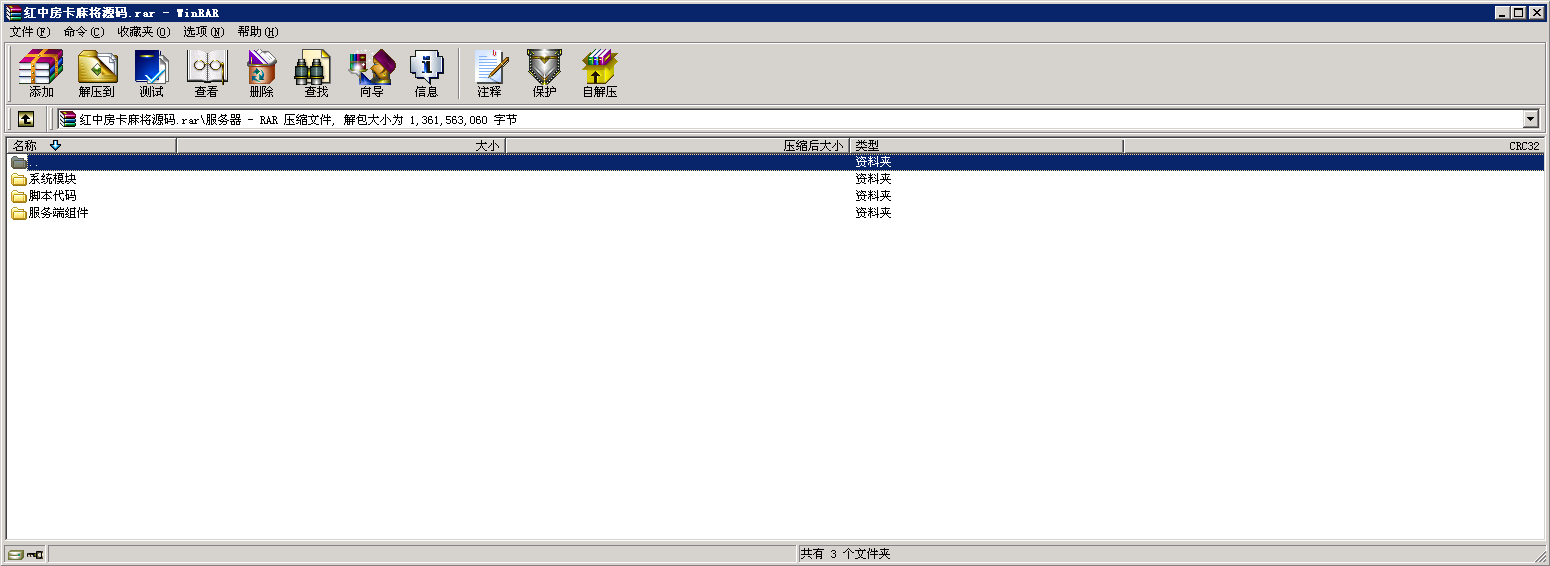 红中房卡麻将源码.rar - WinRAR
文件(F) 命令(C) 收藏夹(O) 选项(N) 帮助(H)
添加 解压到 测试 查看 删除 查找 向导 信息 注释 保护 自解压
红中房卡麻将源码.rar\服务器 - RAR 压缩文件, 解包大小为 1,361,563,060 字节
名称 大小 压缩后大小 类型 CRC32
.. 资料夹
系统模块 资料夹
脚本代码 资料夹
服务端组件 资料夹
共有 3 个文件夹